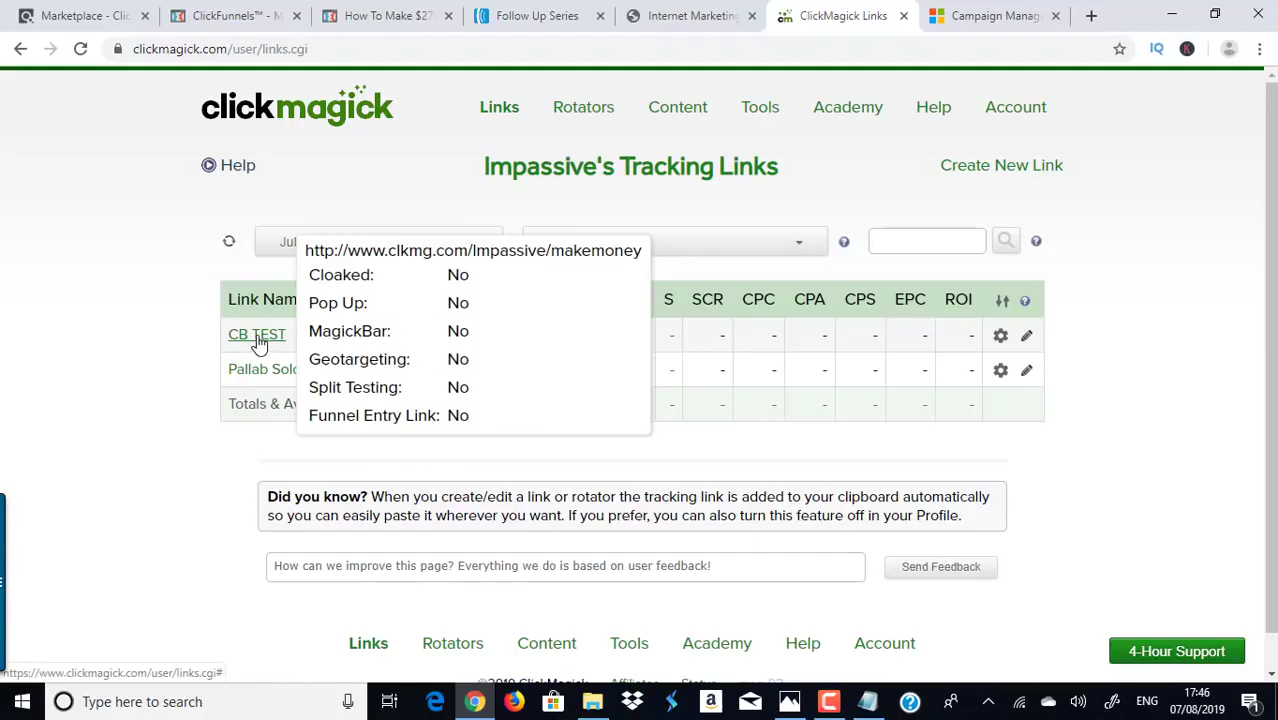 Marketplace - Clic
ClickFunnels™ - M
How To Make $27
Follow Up Series
Internet Marketing
ClickMagick Links
Campaign Manag
clickmagick.com/user/links.cgi
IQ
K
clickmagick
Links
Rotators
Content
Tools
Academy
Help
Account
Help
Impassive's Tracking Links
Create New Link
Jul
http://www.clkmg.com/Impassive/makemoney
Cloaked: No
Pop Up: No
MagickBar: No
Geotargeting: No
Split Testing: No
Funnel Entry Link: No
Link Nam
S SCR CPC CPA CPS EPC ROI
CB TEST - - - - - - -
Pallab Solo - - - - - - -
Totals & Av - - - - - - -
Did you know? When you create/edit a link or rotator the tracking link is added to your clipboard automatically
so you can easily paste it wherever you want. If you prefer, you can also turn this feature off in your Profile.
How can we improve this page? Everything we do is based on user feedback!
Send Feedback
Links
Rotators
Content
Tools
Academy
Help
Account
4-Hour Support
https://www.clickmagick.com/user/links.cgi#
Type here to search
ENG
17:46
07/08/2019